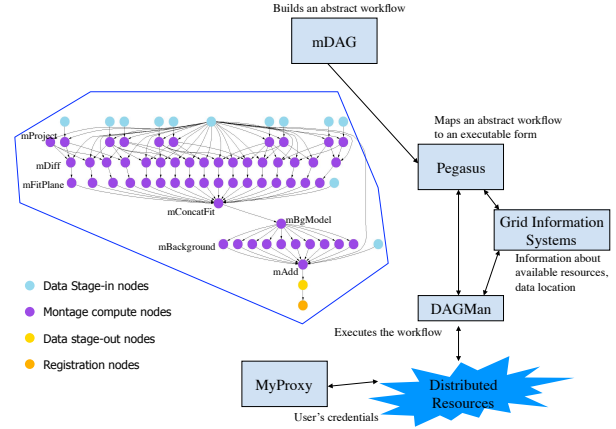 Builds an abstract workflow
mDAG
Maps an abstract workflow
to an executable form
Pegasus
mProject
mDiff
mFitPlane
mConcatFit
mBgModel
mBackground
mAdd
Grid Information
Systems
Information about
available resources,
data location
Data Stage-in nodes
Montage compute nodes
Data stage-out nodes
Registration nodes
DAGMan
Executes the workflow
MyProxy
User's credentials
Distributed
Resources